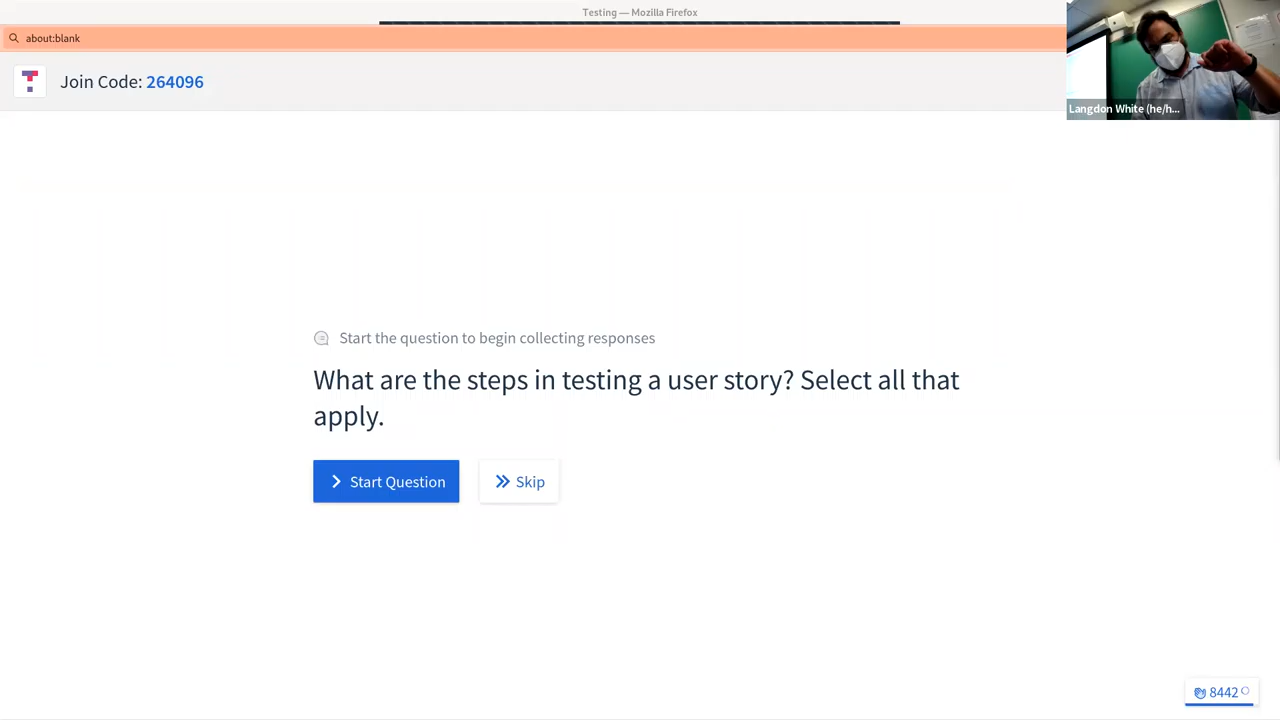 Testing — Mozilla Firefox
about:blank
Join Code: 264096
Langdon White (he/h...
Start the question to begin collecting responses
What are the steps in testing a user story? Select all that
apply.
Start Question
Skip
8442